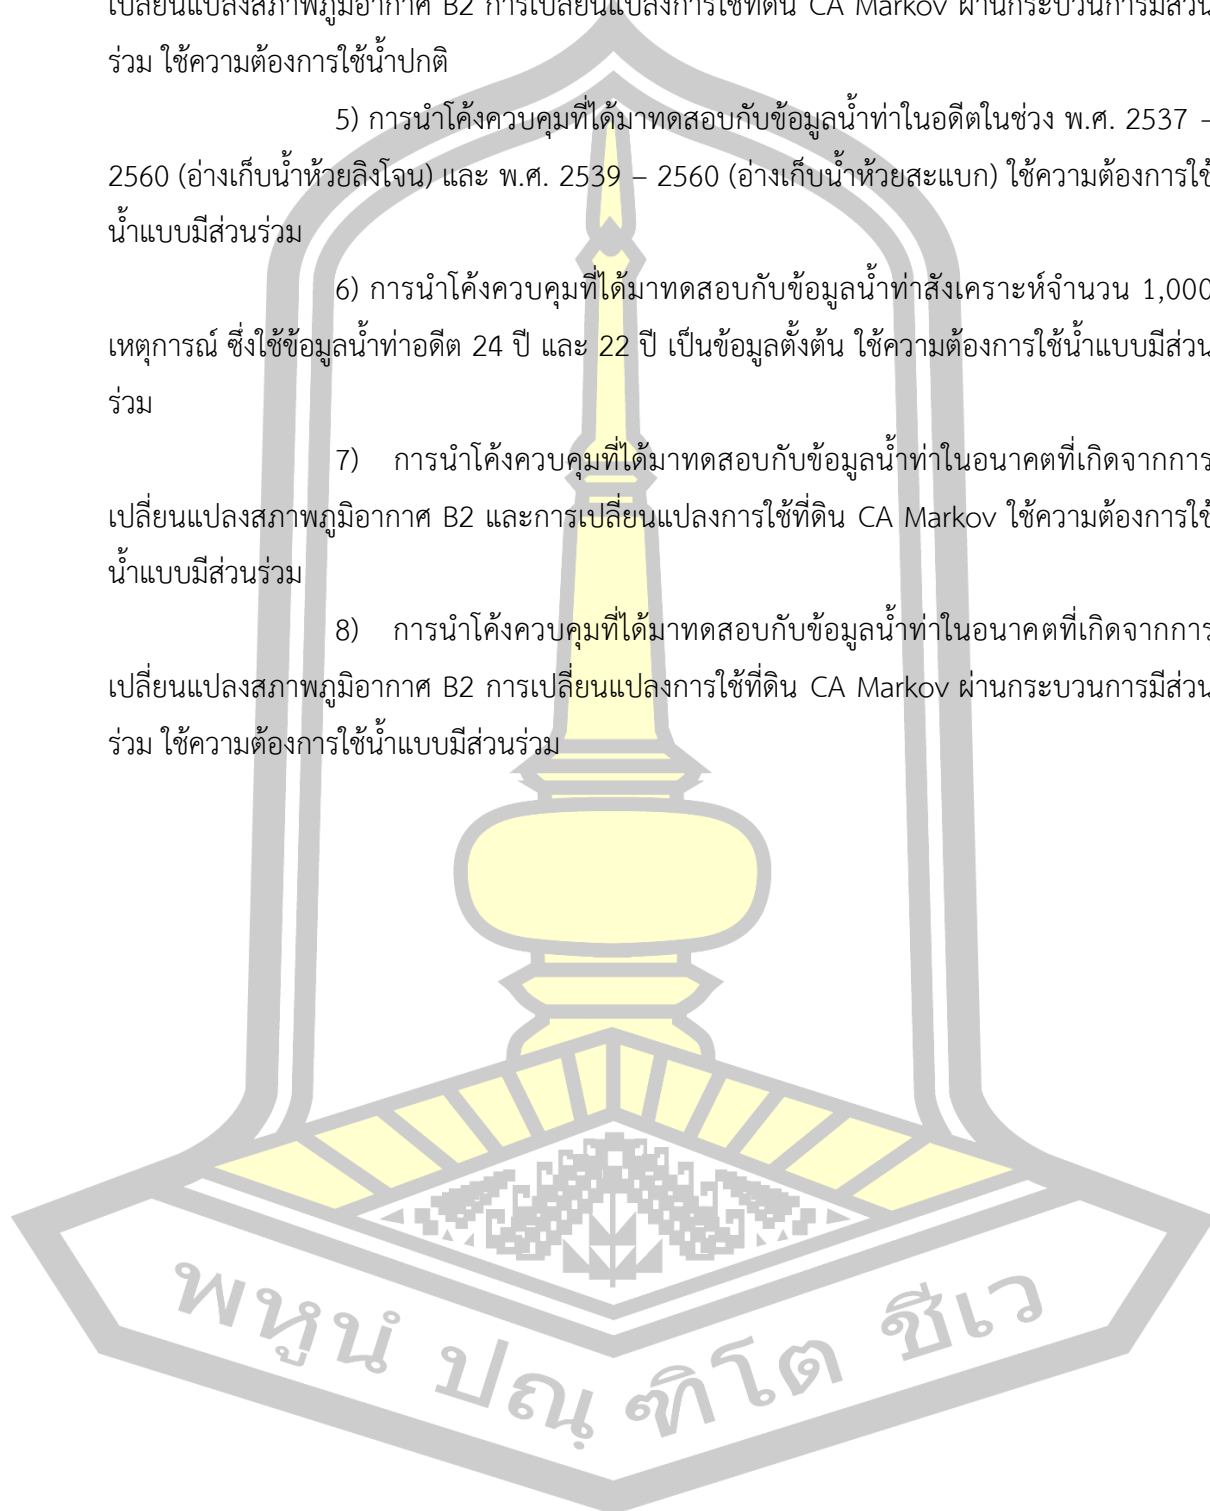 เปลี่ยนแปลงสภาพภูมิอากาศ B2 การเปลี่ยนแปลงการใช้ที่ดิน CA Markov ผ่านกระบวนการมีส่วน
ร่วม ใช้ความต้องการใช้น้ำปกติ
5) การนำโค้งควบคุมที่ได้มาทดสอบกับข้อมูลน้ำท่าในอดีตในช่วง พ.ศ. 2537 –
2560 (อ่างเก็บน้ำห้วยลิงโจน) และ พ.ศ. 2539 – 2560 (อ่างเก็บน้ำห้วยสะแบก) ใช้ความต้องการใช้
น้ำแบบมีส่วนร่วม
6) การนำโค้งควบคุมที่ได้มาทดสอบกับข้อมูลน้ำท่าสังเคราะห์จำนวน 1,000
เหตุการณ์ ซึ่งใช้ข้อมูลน้ำท่าอดีต 24 ปี และ 22 ปี เป็นข้อมูลตั้งต้น ใช้ความต้องการใช้น้ำแบบมีส่วน
ร่วม
7) การนำโค้งควบคุมที่ได้มาทดสอบกับข้อมูลน้ำท่าในอนาคตที่เกิดจากการ
เปลี่ยนแปลงสภาพภูมิอากาศ B2 และการเปลี่ยนแปลงการใช้ที่ดิน CA Markov ใช้ความต้องการใช้
น้ำแบบมีส่วนร่วม
8) การนำโค้งควบคุมที่ได้มาทดสอบกับข้อมูลน้ำท่าในอนาคตที่เกิดจากการ
เปลี่ยนแปลงสภาพภูมิอากาศ B2 การเปลี่ยนแปลงการใช้ที่ดิน CA Markov ผ่านกระบวนการมีส่วน
ร่วม ใช้ความต้องการใช้น้ำแบบมีส่วนร่วม
พหูนํ ปณฺฑิโต ชีเว